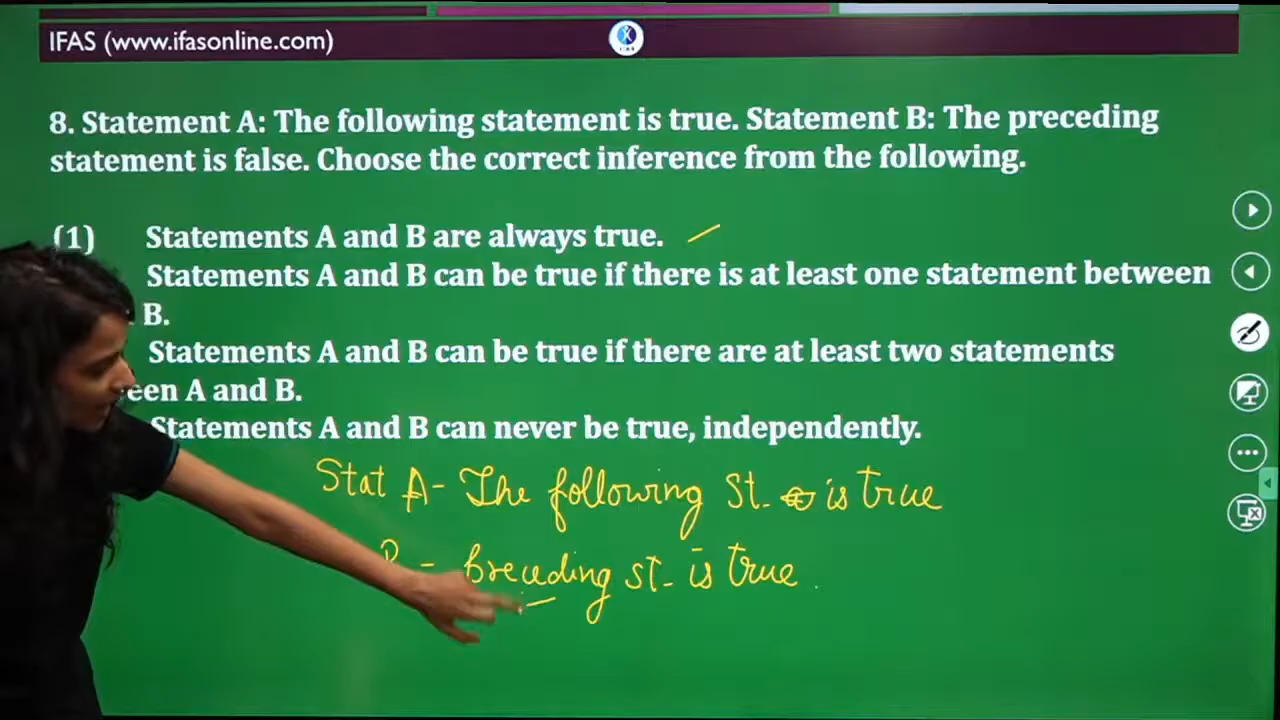 IFAS (www.ifasonline.com)
8. Statement A: The following statement is true. Statement B: The preceding
statement is false. Choose the correct inference from the following.
(1) Statements A and B are always true.
Statements A and B can be true if there is at least one statement between
B.
Statements A and B can be true if there are at least two statements
een A and B.
Statements A and B can never be true, independently.
Stat A- The following St. is true
B - preceding st- is true